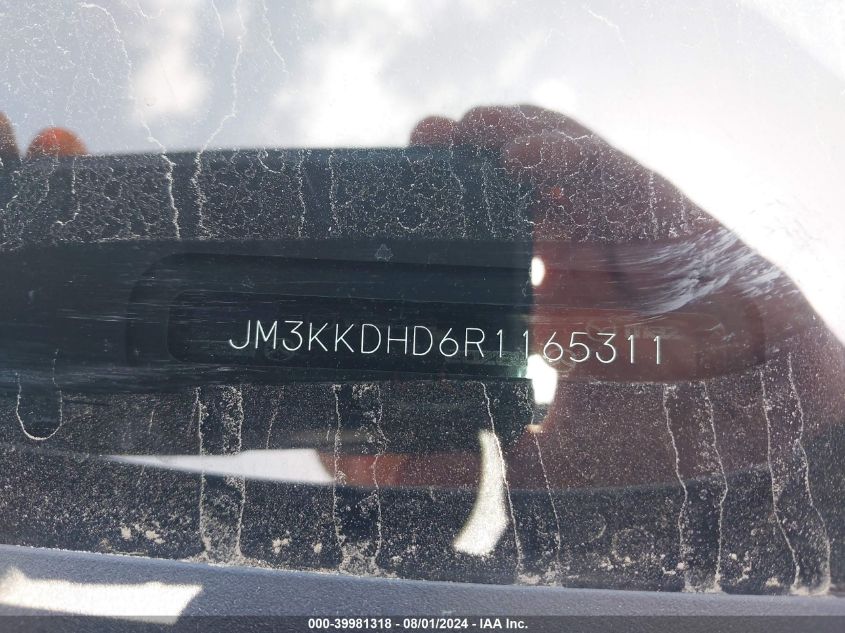 JM3KKDHD6R1165311
000-39981318 - 08/01/2024 - IAA Inc.